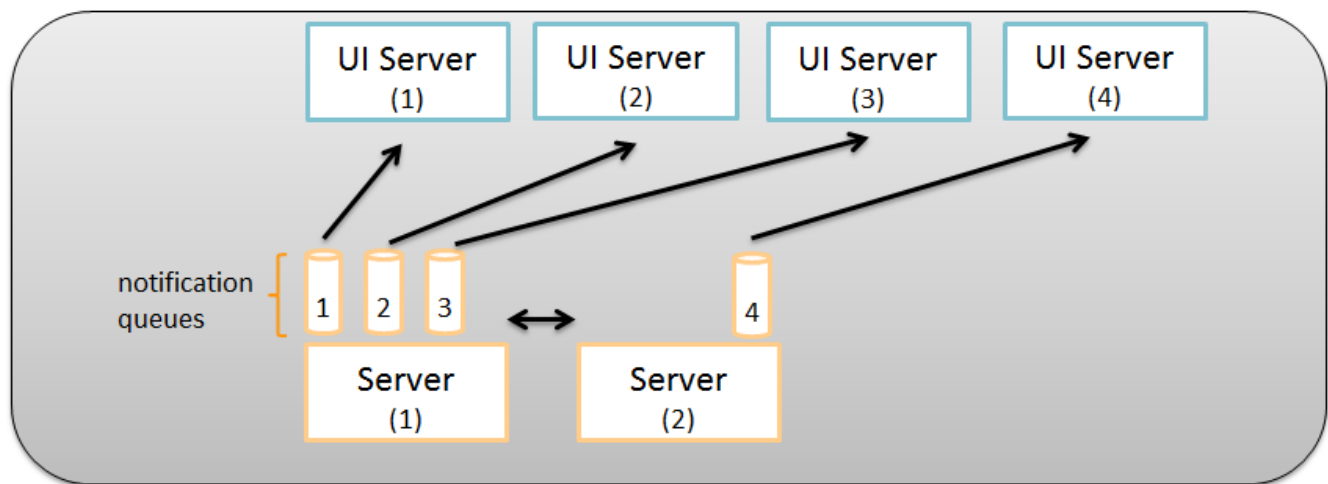 UI Server
(1)
UI Server
(2)
UI Server
(3)
UI Server
(4)
notification
queues
1
2
3
4
Server
(1)
Server
(2)